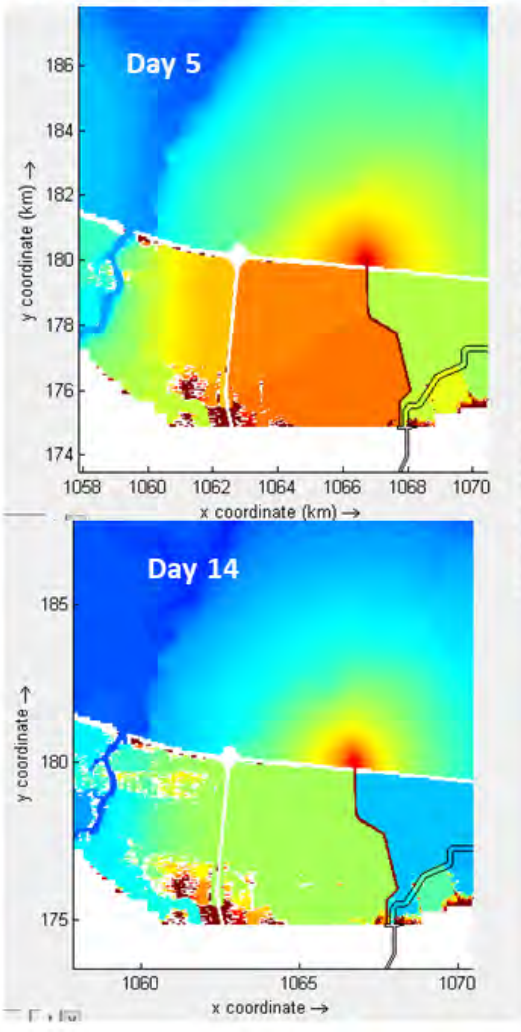 Day 5
186
184
182
180
178
176
174
y coordinate (km) →
1058 1060 1062 1064 1066 1068 1070
x coordinate (km) →
Day 14
185
180
175
y coordinate →
1060 1065 1070
x coordinate →